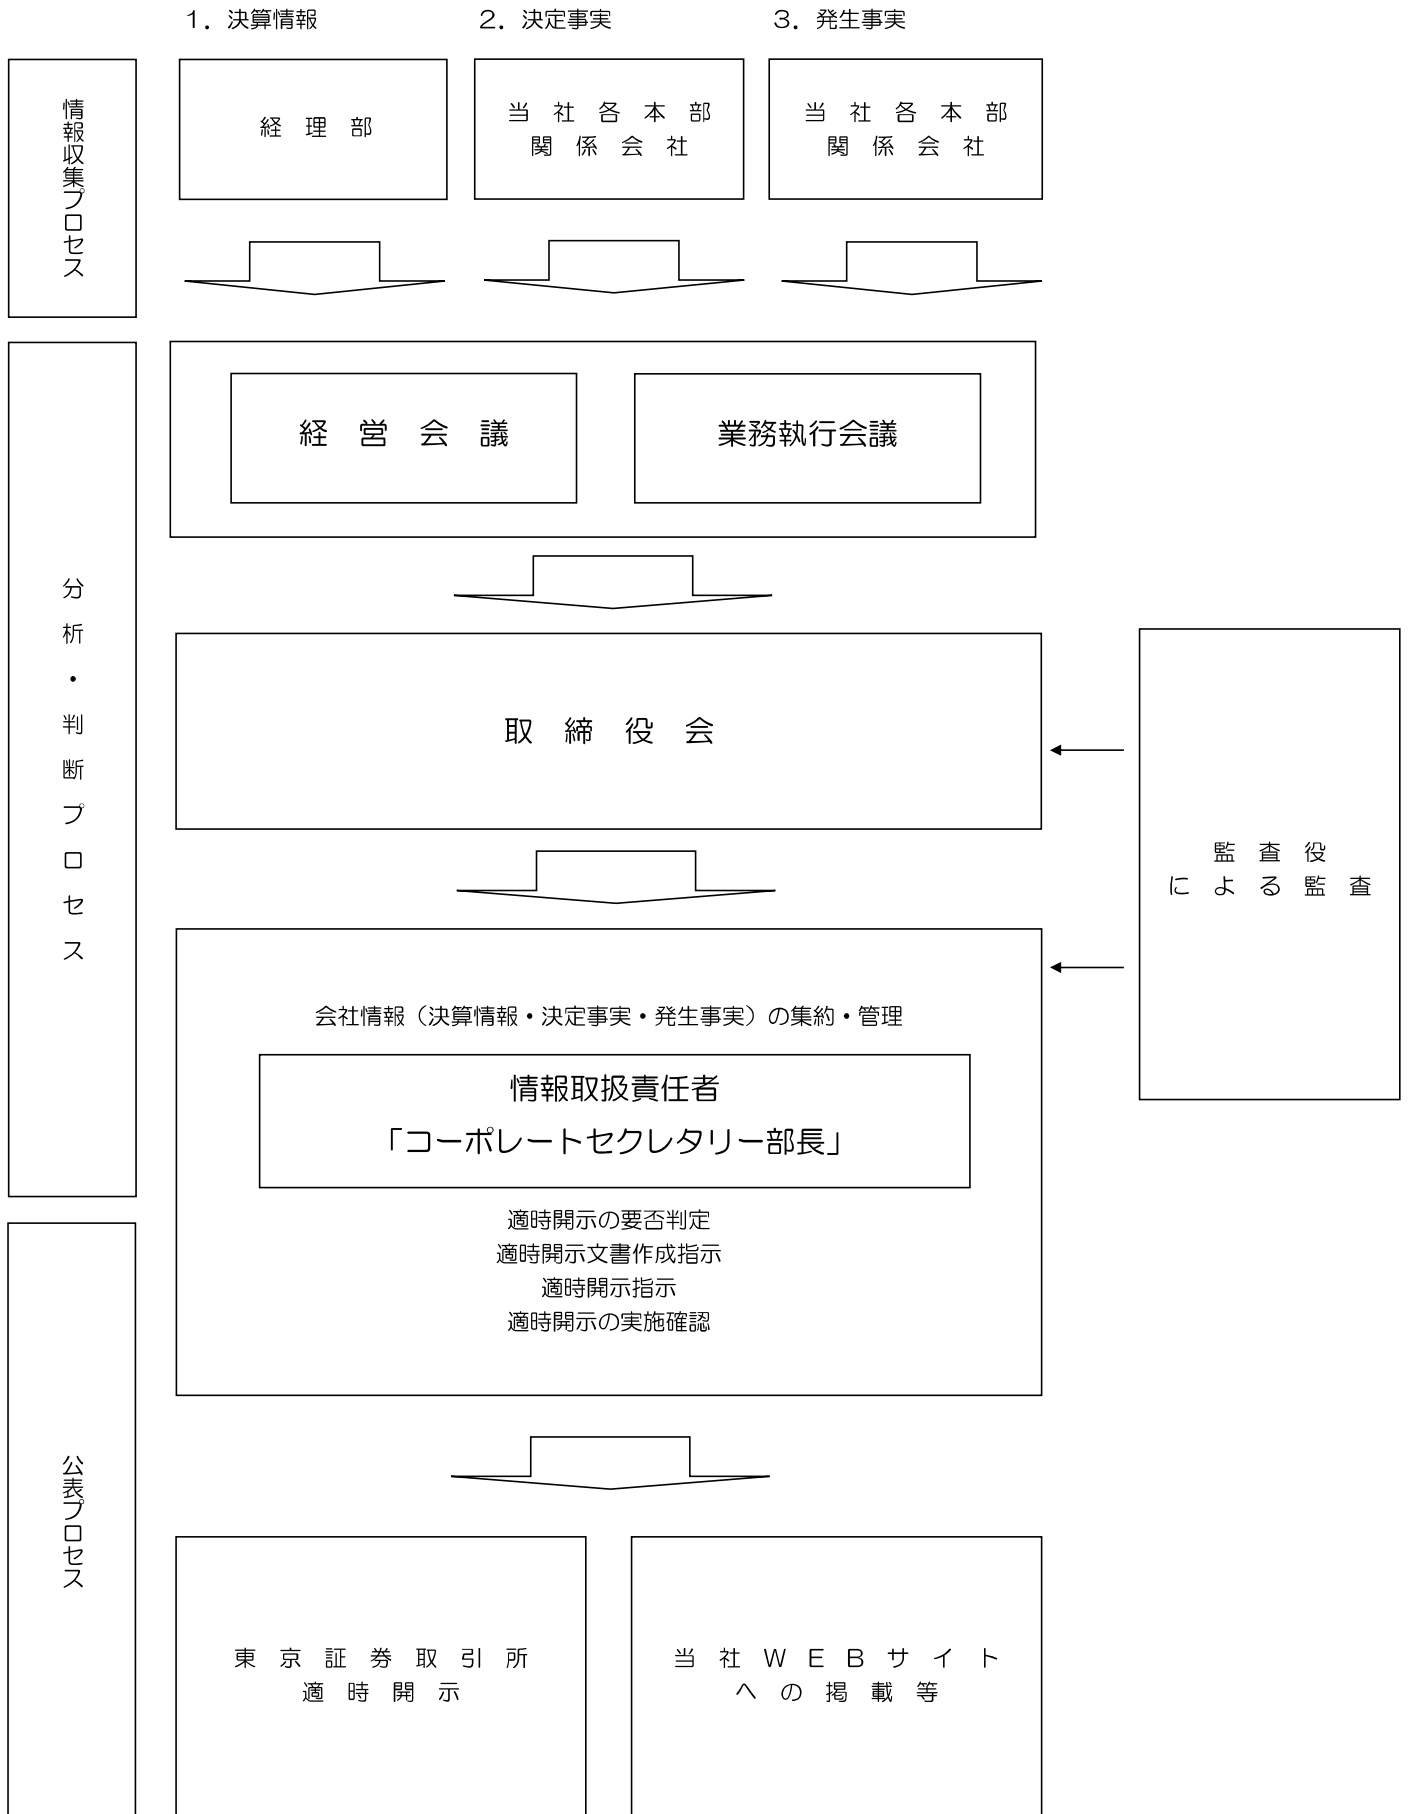 1．決算情報
2．決定事実
3．発生事実
情報収集プロセス
経理部
当社各本部
関係会社
当社各本部
関係会社
分析・判断プロセス
経営会議
業務執行会議
取締役会
監査役
による監査
会社情報（決算情報・決定事実・発生事実）の集約・管理
情報取扱責任者
「コーポレートセクレタリー部長」
適時開示の要否判定
適時開示文書作成指示
適時開示指示
適時開示の実施確認
公表プロセス
東京証券取引所
適時開示
当社WEBサイト
への掲載等